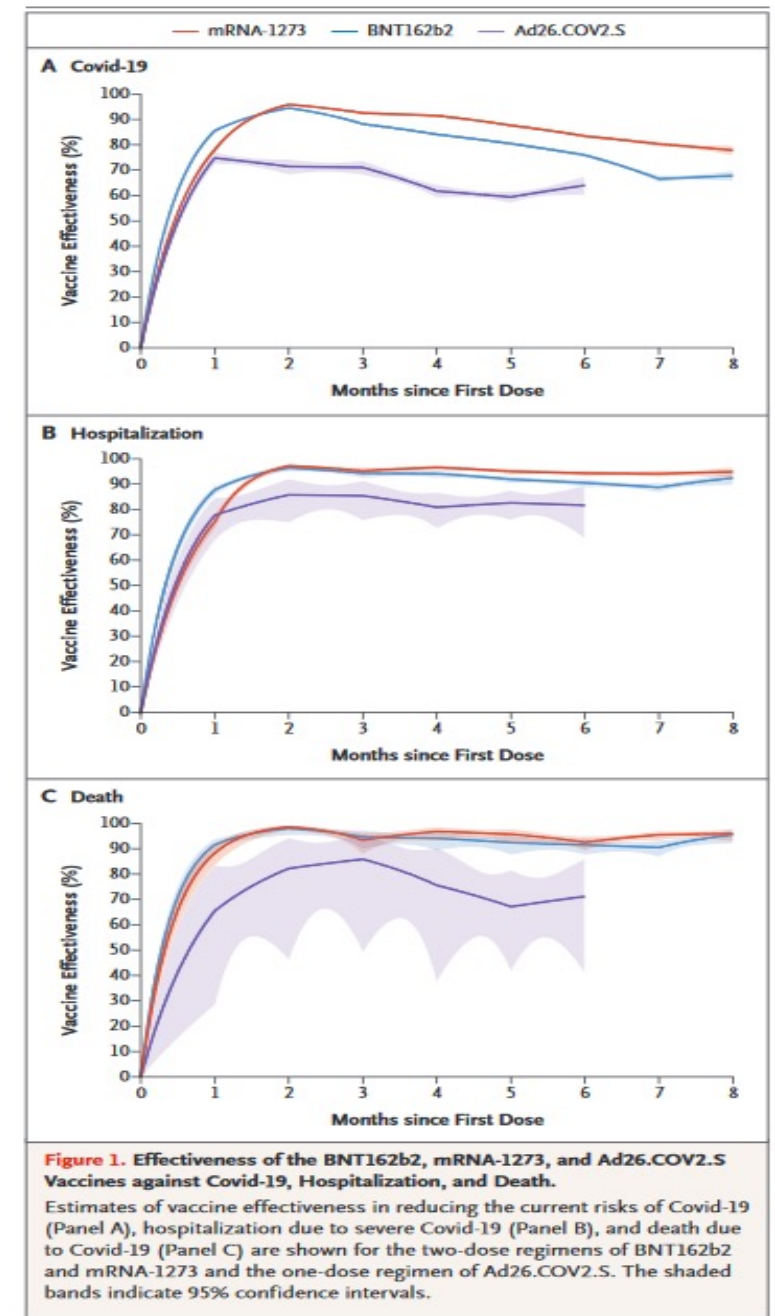 mRNA-1273 BNT162b2 Ad26.COV2.S
A Covid-19
Vaccine Effectiveness (%)
100
90
80
70
60
50
40
30
20
10
0
0 1 2 3 4 5 6 7 8
Months since First Dose
B Hospitalization
Vaccine Effectiveness (%)
100
90
80
70
60
50
40
30
20
10
0
0 1 2 3 4 5 6 7 8
Months since First Dose
C Death
Vaccine Effectiveness (%)
100
90
80
70
60
50
40
30
20
10
0
0 1 2 3 4 5 6 7 8
Months since First Dose
Figure 1. Effectiveness of the BNT162b2, mRNA-1273, and Ad26.COV2.S
Vaccines against Covid-19, Hospitalization, and Death.
Estimates of vaccine effectiveness in reducing the current risks of Covid-19
(Panel A), hospitalization due to severe Covid-19 (Panel B), and death due
to Covid-19 (Panel C) are shown for the two-dose regimens of BNT162b2
and mRNA-1273 and the one-dose regimen of Ad26.COV2.S. The shaded
bands indicate 95% confidence intervals.